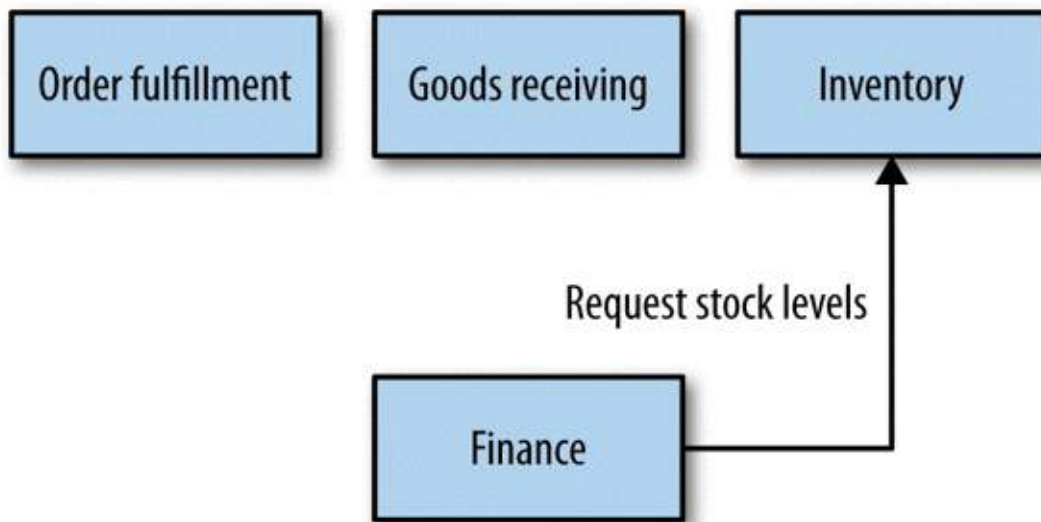 Order fulfillment
Goods receiving
Inventory
Request stock levels
Finance